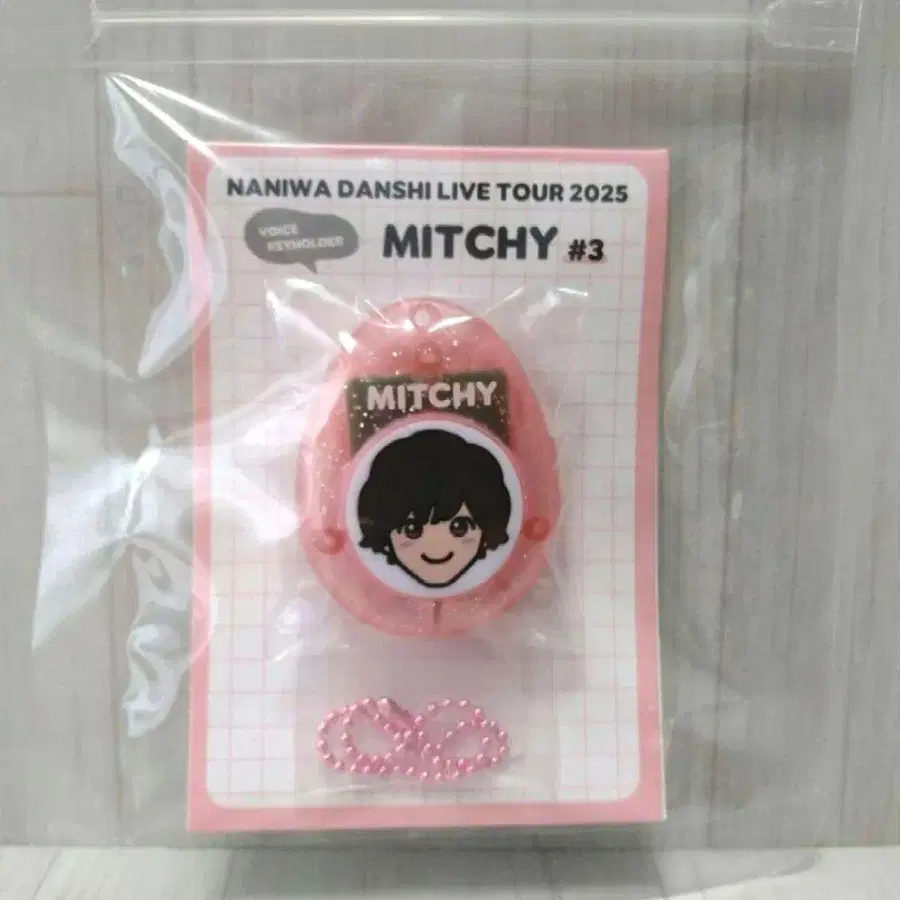 NANIWA DANSHI LIVE TOUR 2025
VOICE
KEYHOLDER
MITCHY #3
MITCHY